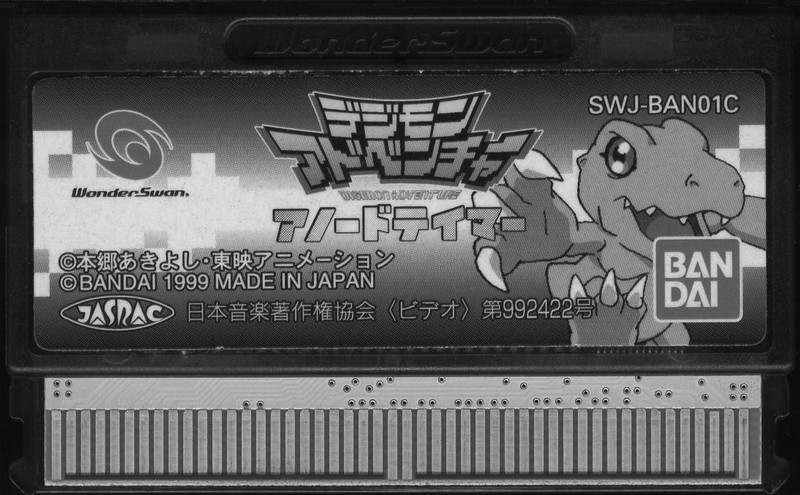 WonderSwan
SWJ-BAN01C
デジモン
アドベンチャー
DIGIMON ADVENTURE
アノードテイマー
WonderSwan.
©本郷あきよし・東映アニメーション
©BANDAI 1999 MADE IN JAPAN
JASRAC 日本音楽著作権協会〈ビデオ〉第992422号
BAN
DAI